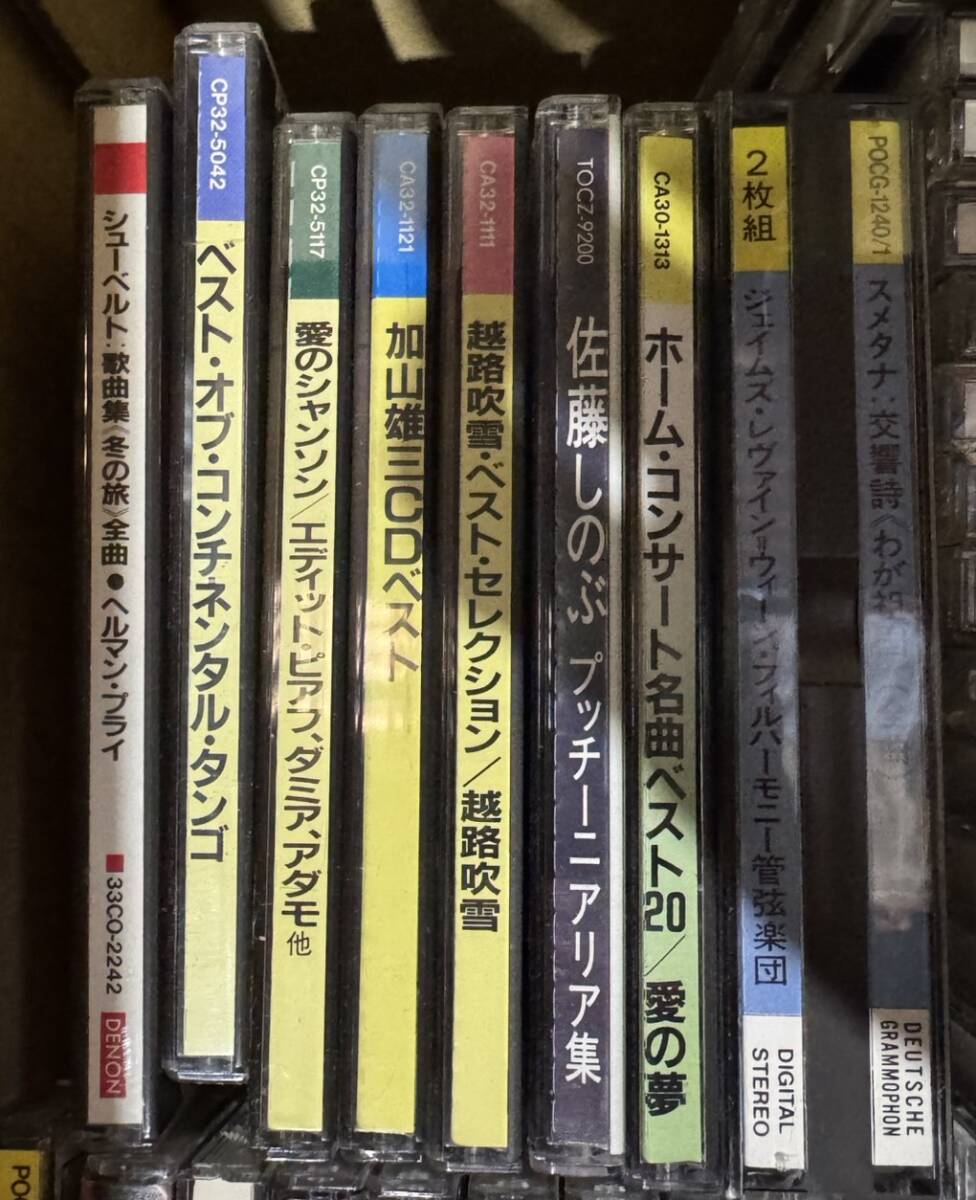 シューベルト:歌曲集《冬の旅》全曲●ヘルマン・プライ
■33CO-2242
DENON
CP32-5042
ベスト・オブ・コンチネンタル・タンゴ
CP32-5117
愛のシャンソン/エディット・ピアフ、ダミア、アダモ他
CA32-1121
加山雄三CDベスト
CA32-1111
越路吹雪・ベスト・セレクション/越路吹雪
TOCZ-9200
佐藤しのぶ プッチーニアリア集
CA30-1313
ホーム・コンサート名曲ベスト20/愛の夢
2枚組
ジェイムズ・レヴァイン=ウィーン・フィルハーモニー管弦楽団
DIGITAL
STEREO
POCG-1240/1
スメタナ:交響詩《わが祖
DEUTSCHE
GRAMMOPHON